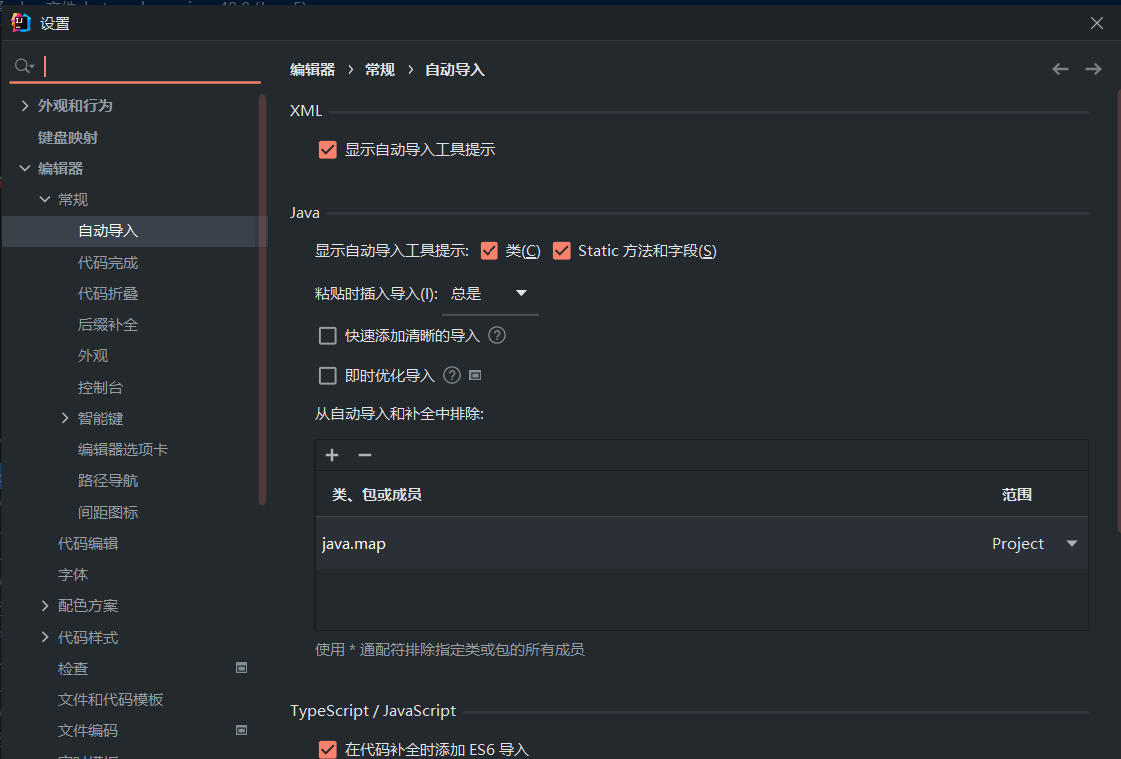 设置
外观和行为
键盘映射
编辑器
常规
自动导入
代码完成
代码折叠
后缀补全
外观
控制台
智能键
编辑器选项卡
路径导航
间距图标
代码编辑
字体
配色方案
代码样式
检查
文件和代码模板
文件编码
编辑器 › 常规 › 自动导入
XML
显示自动导入工具提示
Java
显示自动导入工具提示: 类(C) Static 方法和字段(S)
粘贴时插入导入(I): 总是
快速添加清晰的导入 ?
即时优化导入 ?
从自动导入和补全中排除:
类、包或成员 范围
java.map Project
使用 * 通配符排除指定类或包的所有成员
TypeScript / JavaScript
在代码补全时添加 ES6 导入